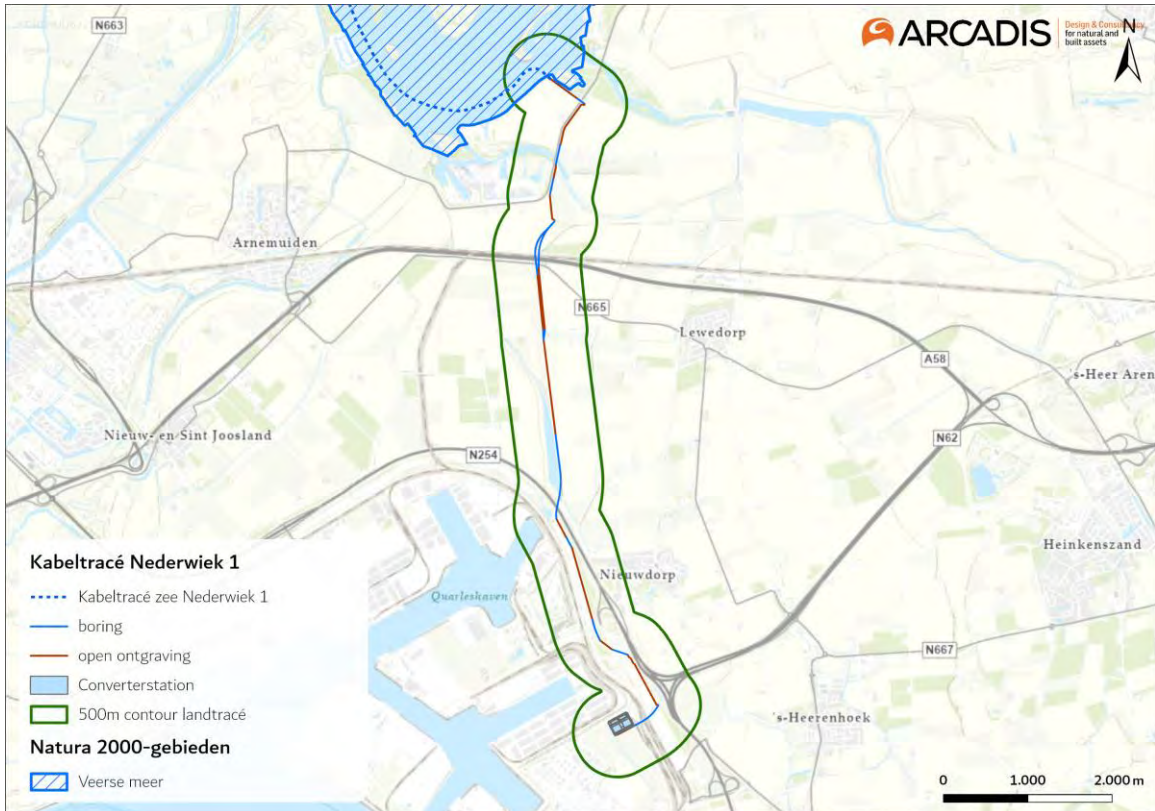 N663
ARCADIS
Design & Consultancy
for natural and
built assets
N
Arnemuiden
N665
Lewedorp
A58
's-Heer Aren
Nieuw- en Sint Joosland
N254
N62
Heinkenszand
Nieuwdorp
Quarleshaven
N667
's-Heerenhoek
Kabeltracé Nederwiek 1
Kabeltracé zee Nederwiek 1
boring
open ontgraving
Converterstation
500m contour landtracé
Natura 2000-gebieden
Veerse meer
0 1.000 2.000 m